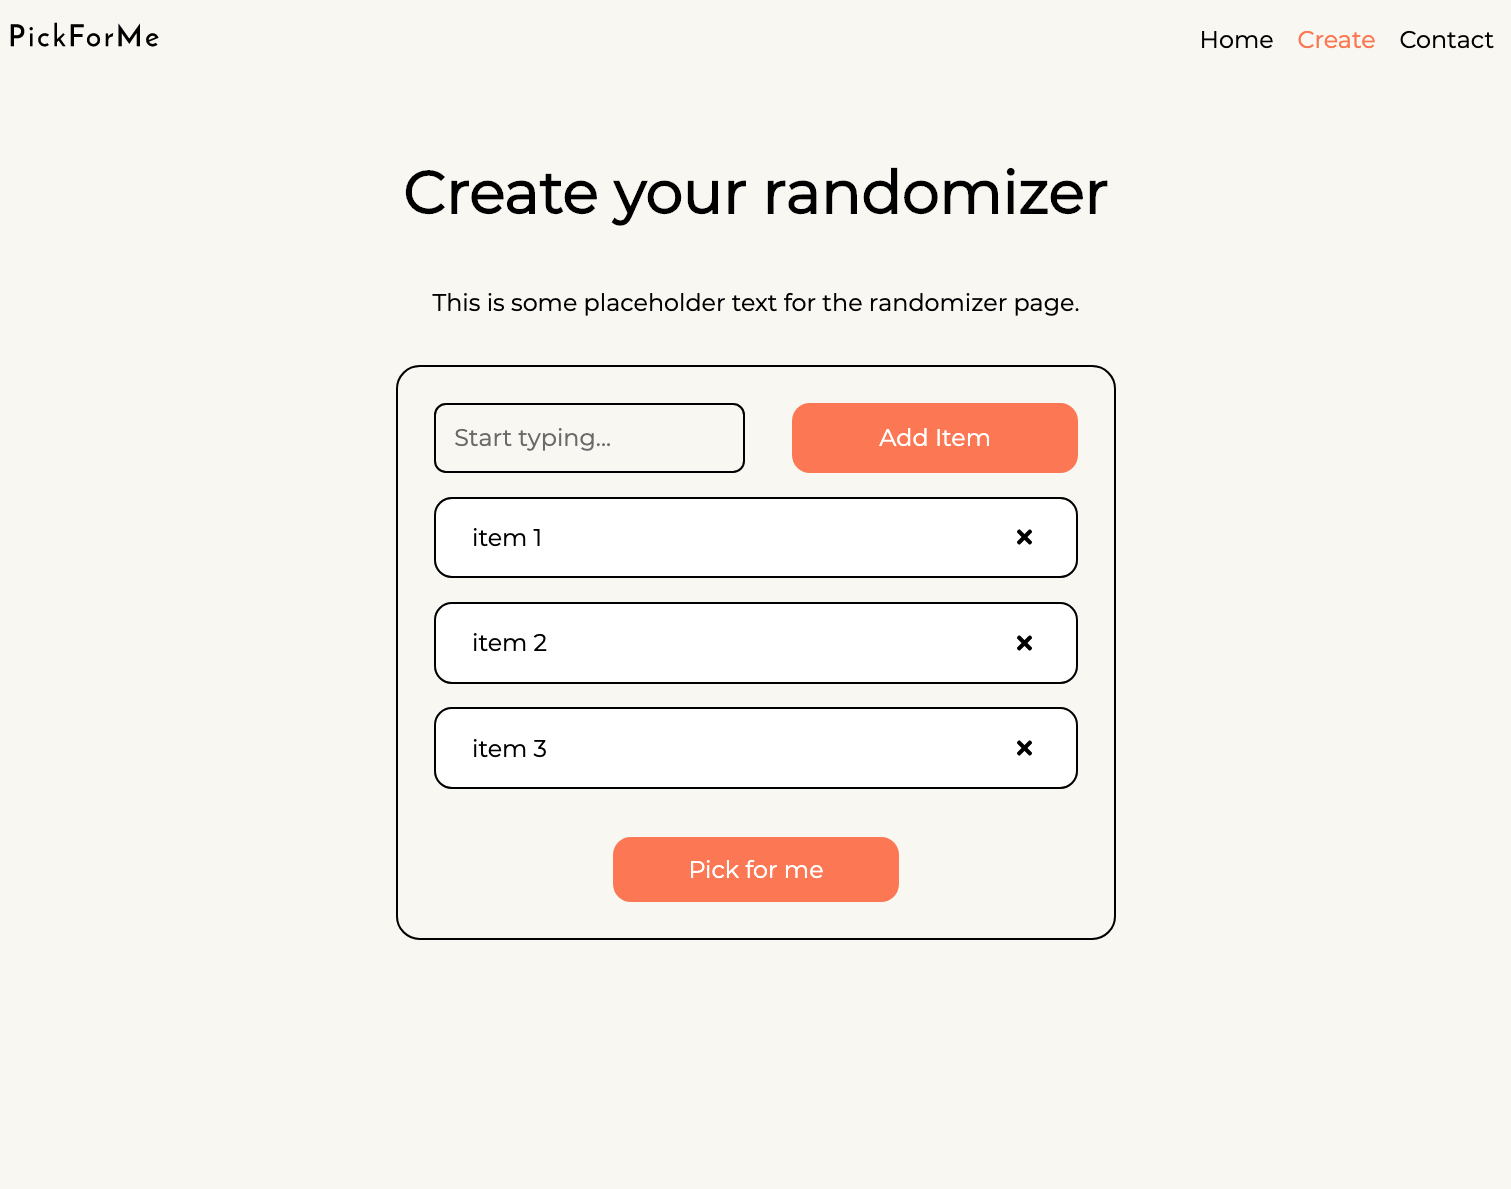 PickForMe
Home Create Contact
Create your randomizer
This is some placeholder text for the randomizer page.
Start typing...
Add Item
item 1
item 2
item 3
Pick for me